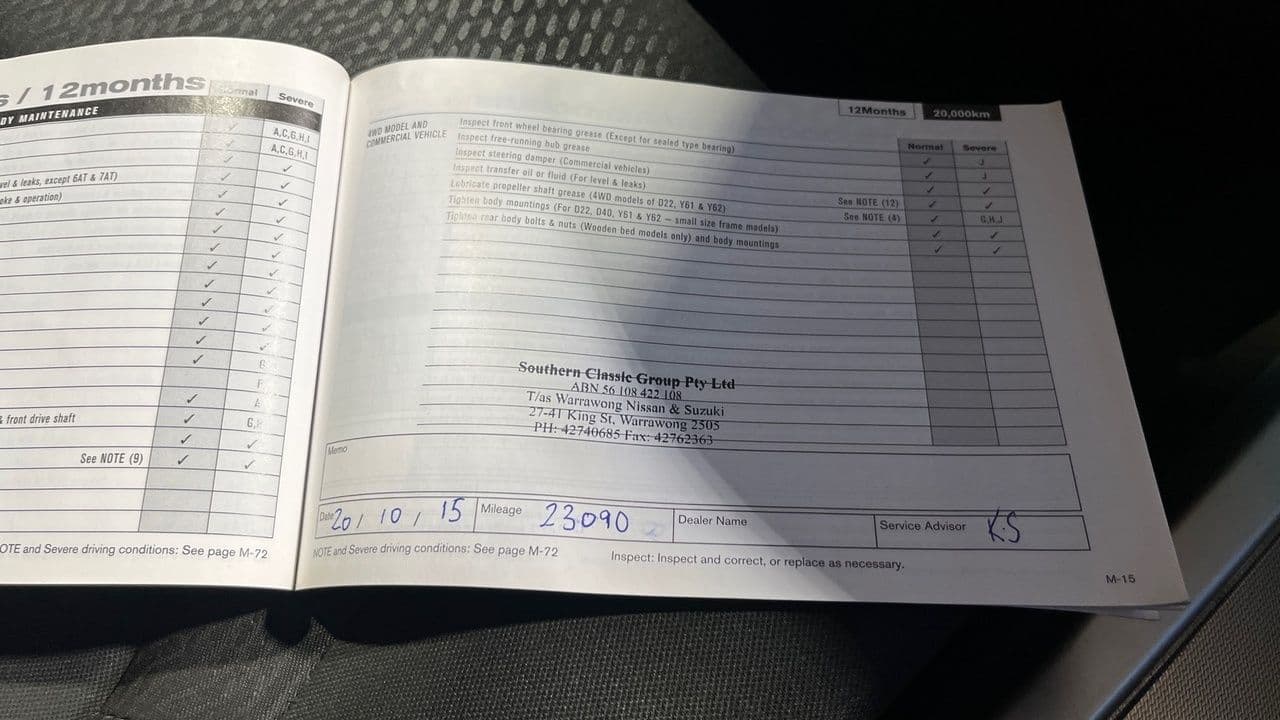 s / 12months
Normal Severe
DY MAINTENANCE
A,C,G,H,I
A,C,G,H,I
vel & leaks, except 6AT & 7AT)
oke & operation)
G
F
A
& front drive shaft
G,H
See NOTE (9)
OTE and Severe driving conditions: See page M-72
12Months 20,000km
Normal Severe
4WD MODEL AND
COMMERCIAL VEHICLE
Inspect front wheel bearing grease (Except for sealed type bearing) ✓ J
Inspect free-running hub grease ✓ J
Inspect steering damper (Commercial vehicles) ✓ ✓
Inspect transfer oil or fluid (For level & leaks) See NOTE (12) ✓ ✓
Lubricate propeller shaft grease (4WD models of D22, Y61 & Y62) See NOTE (4) ✓ G,H,J
Tighten body mountings (For D22, D40, Y61 & Y62 – small size frame models) ✓ ✓
Tighten rear body bolts & nuts (Wooden bed models only) and body mountings ✓ ✓
Southern Classic Group Pty Ltd
ABN 56 108 422 108
T/as Warrawong Nissan & Suzuki
27-41 King St, Warrawong 2505
PH: 42740685 Fax: 42762363
Memo
Date 20 / 10 / 15 Mileage 23090 Dealer Name Service Advisor K.S
NOTE and Severe driving conditions: See page M-72 Inspect: Inspect and correct, or replace as necessary.
M-15